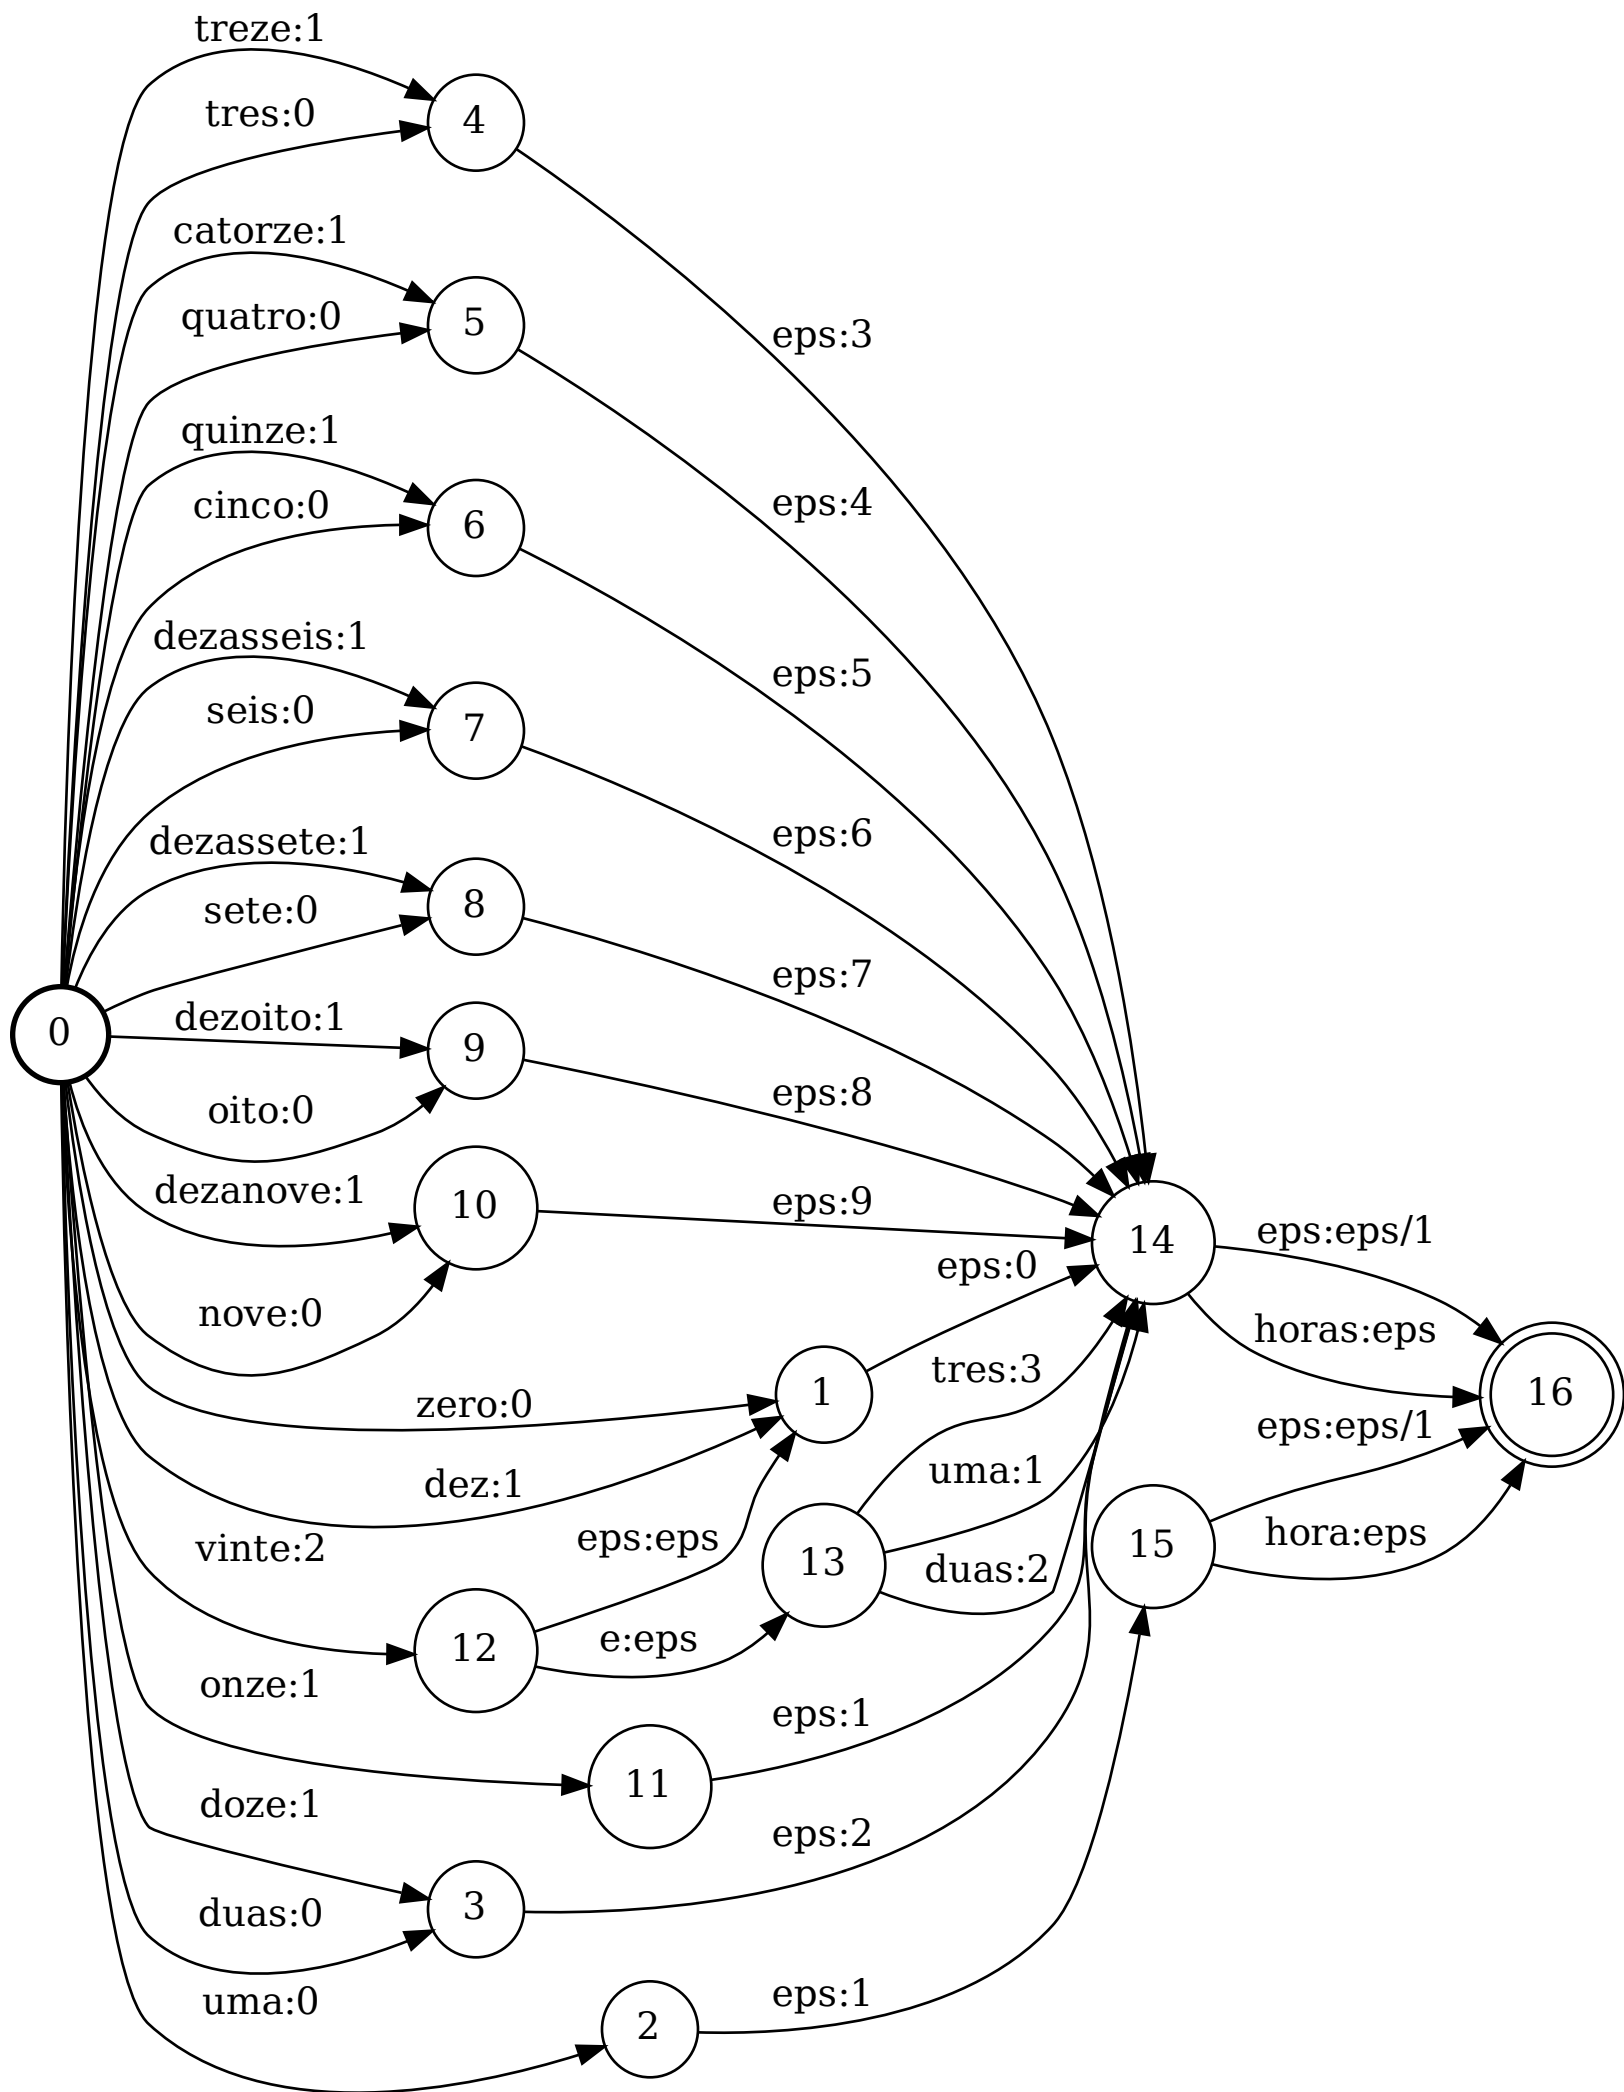 treze:1
4
tres:0
catorze:1
quatro:0
5
eps:3
quinze:1
cinco:0
6
eps:4
dezasseis:1
seis:0
7
eps:5
dezassete:1
sete:0
8
eps:6
0
dezoito:1
9
eps:7
oito:0
eps:8
dezanove:1
10
eps:9
nove:0
eps:0
14
eps:eps/1
horas:eps
zero:0
1
tres:3
16
dez:1
uma:1
eps:eps/1
vinte:2
eps:eps
13
duas:2
15
hora:eps
12
e:eps
onze:1
11
eps:1
doze:1
eps:2
duas:0
3
uma:0
2
eps:1